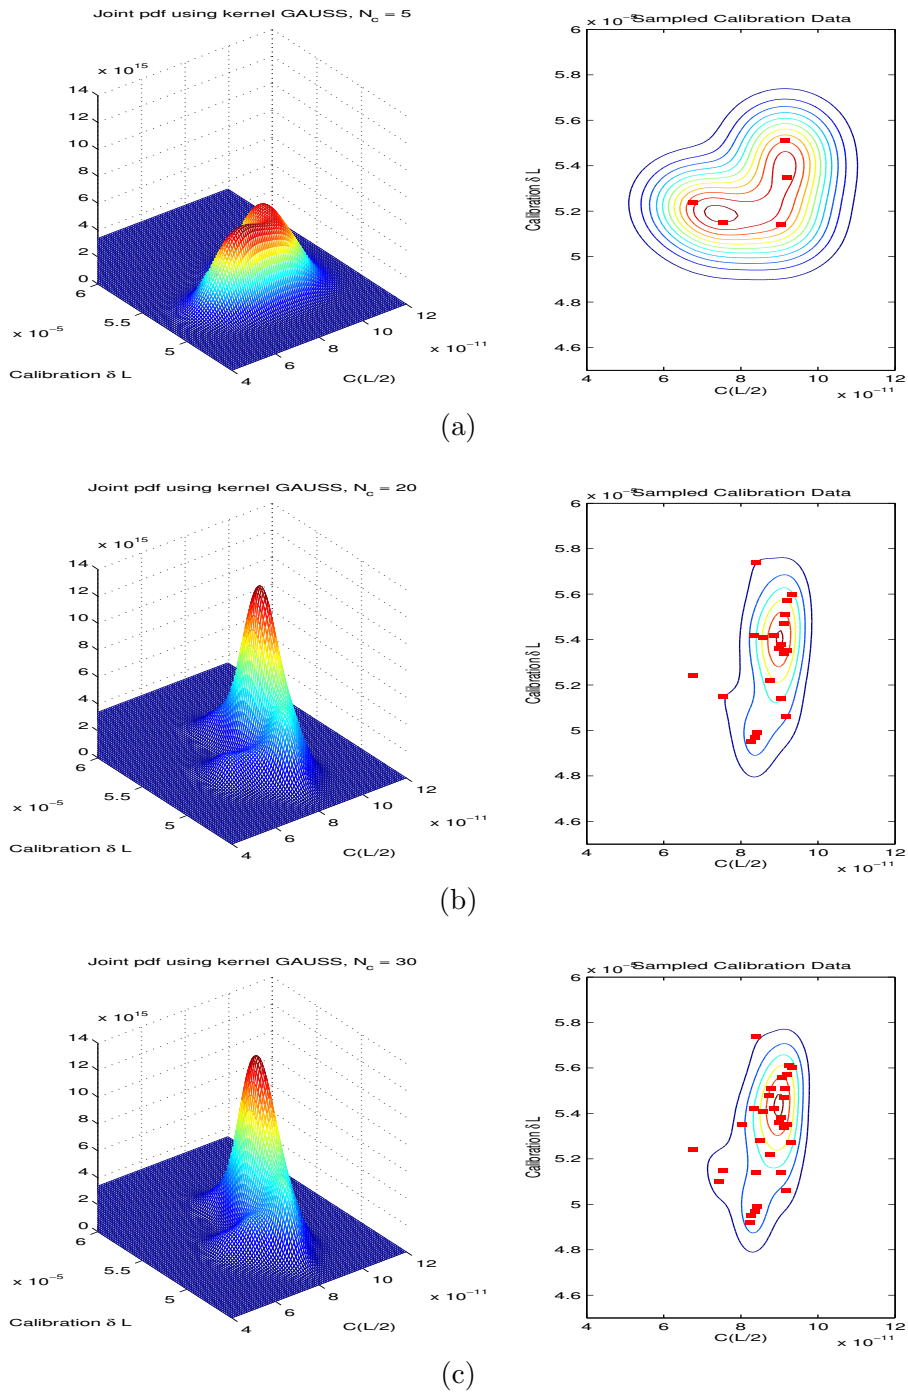 Joint pdf using kernel GAUSS, N_c = 5
x 10^15
14
12
10
8
6
4
2
0
6
5.5
5
4
6
8
10
12
x 10^-5
x 10^-11
Calibration δ L
C(L/2)
Sampled Calibration Data
6
5.8
5.6
5.4
5.2
5
4.8
4.6
4
6
8
10
12
x 10^-5
x 10^-11
Calibration δ L
C(L/2)
(a)
Joint pdf using kernel GAUSS, N_c = 20
x 10^15
14
12
10
8
6
4
2
0
6
5.5
5
4
6
8
10
12
x 10^-5
x 10^-11
Calibration δ L
C(L/2)
Sampled Calibration Data
6
5.8
5.6
5.4
5.2
5
4.8
4.6
4
6
8
10
12
x 10^-5
x 10^-11
Calibration δ L
C(L/2)
(b)
Joint pdf using kernel GAUSS, N_c = 30
x 10^15
14
12
10
8
6
4
2
0
6
5.5
5
4
6
8
10
12
x 10^-5
x 10^-11
Calibration δ L
C(L/2)
Sampled Calibration Data
6
5.8
5.6
5.4
5.2
5
4.8
4.6
4
6
8
10
12
x 10^-5
x 10^-11
Calibration δ L
C(L/2)
(c)